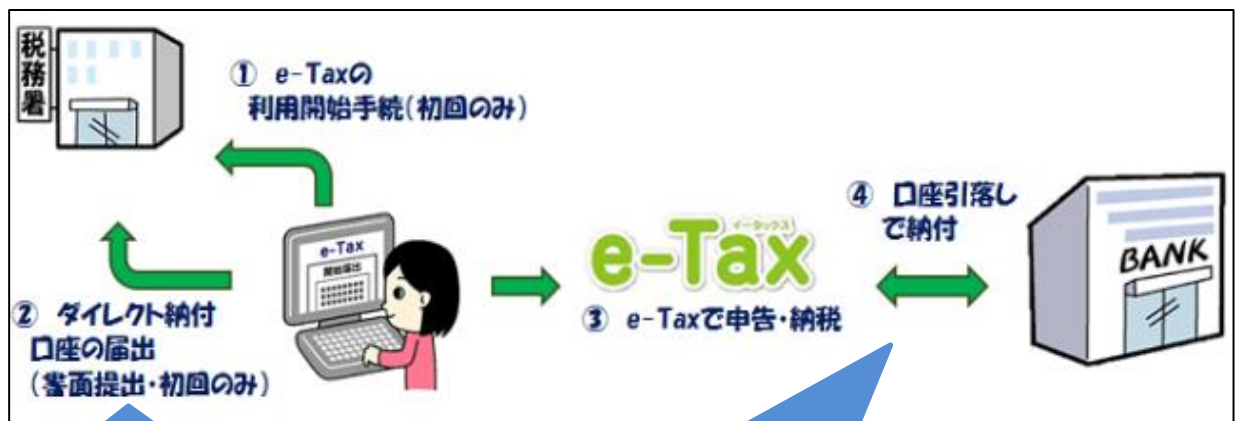 税務署
① e-Taxの
利用開始手続(初回のみ)
e-Tax
開始届出
② ダイレクト納付
口座の届出
(書面提出・初回のみ)
イータックス
e-Tax
③ e-Taxで申告・納税
④ 口座引落し
で納付
BANK